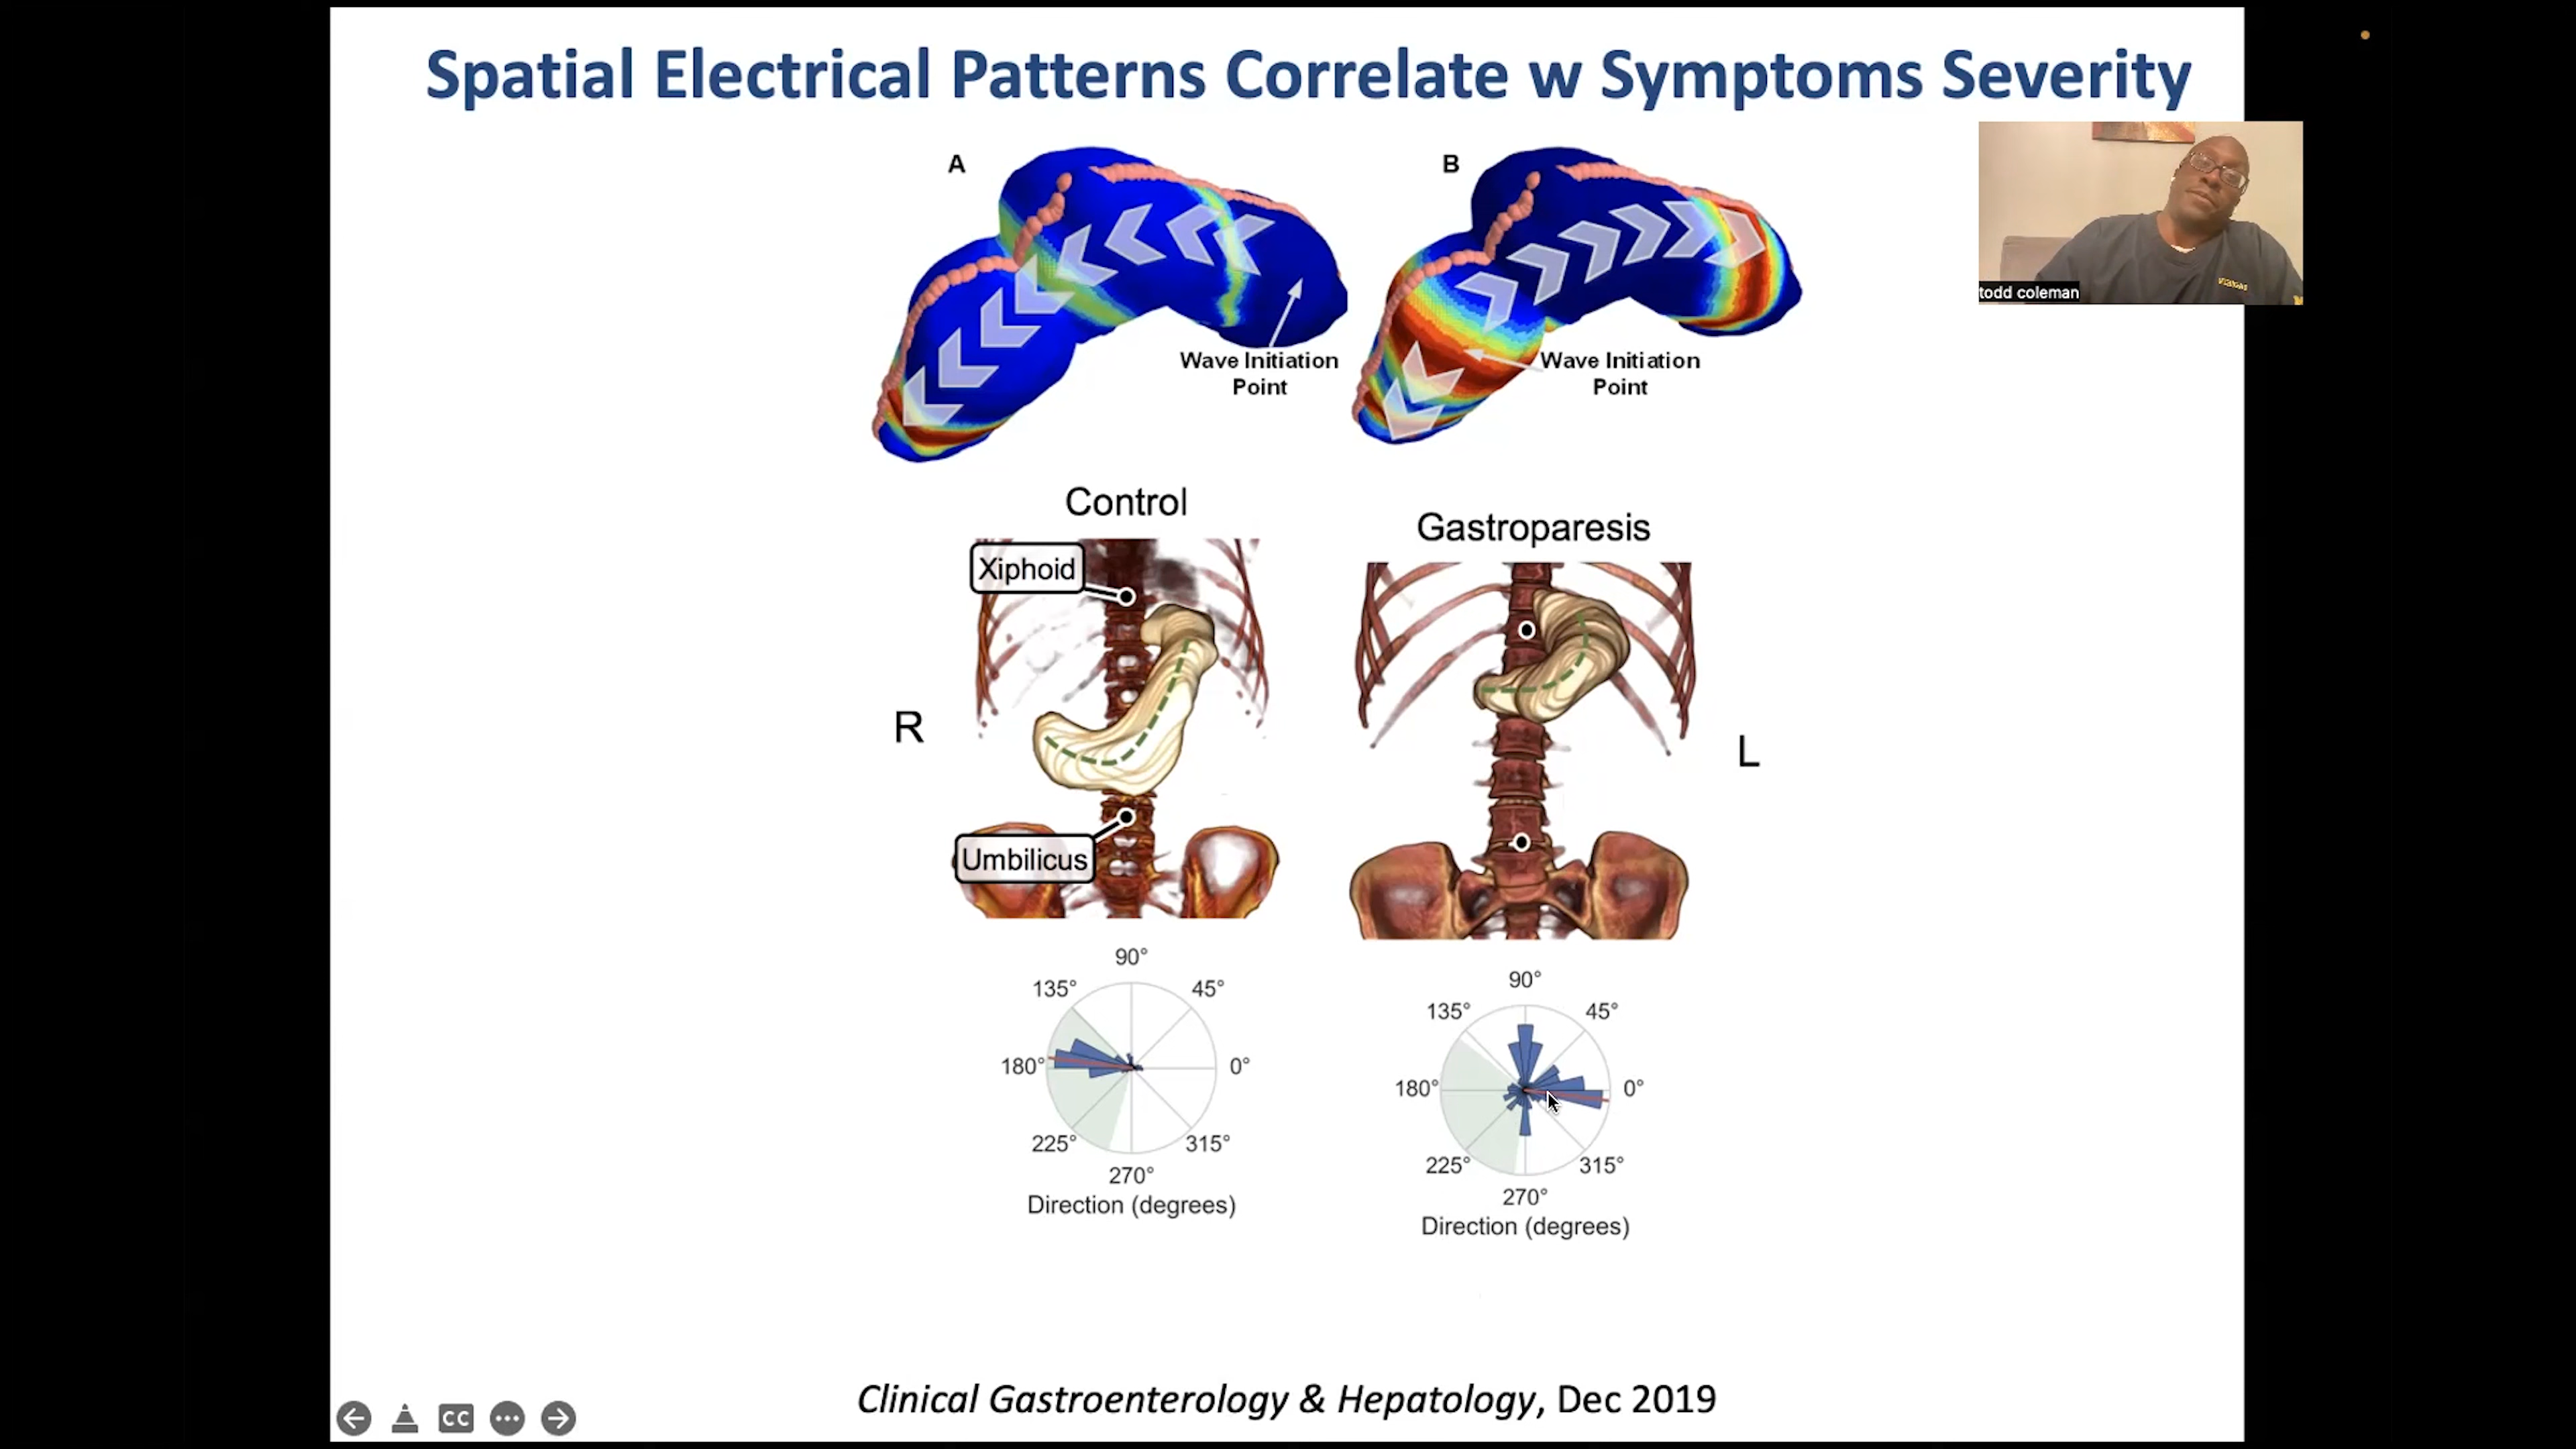 Spatial Electrical Patterns Correlate w Symptoms Severity
todd coleman
A
B
Wave Initiation
Point
Wave Initiation
Point
Control
Gastroparesis
Xiphoid
R
L
Umbilicus
90°
135°
45°
180°
0°
225°
315°
270°
Direction (degrees)
90°
135°
45°
180°
0°
225°
315°
270°
Direction (degrees)
CC
Clinical Gastroenterology & Hepatology, Dec 2019